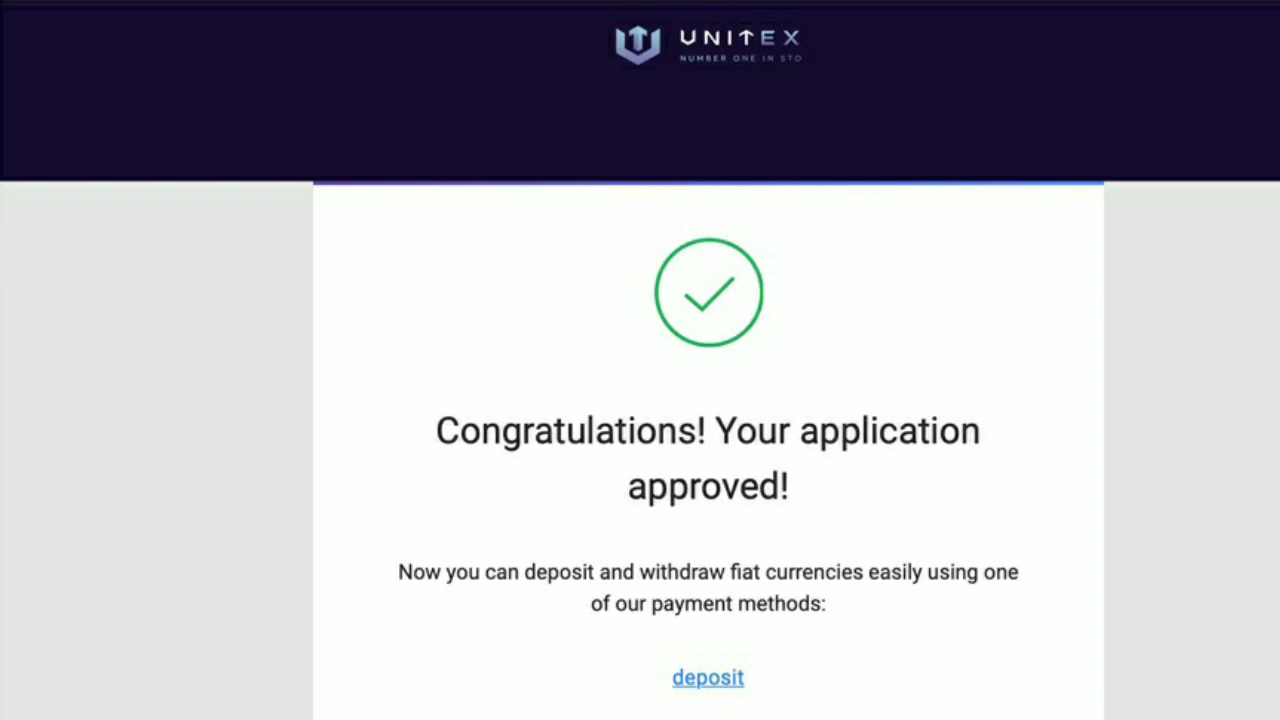 UNITEX
NUMBER ONE IN STO
Congratulations! Your application
approved!
Now you can deposit and withdraw fiat currencies easily using one
of our payment methods:
deposit